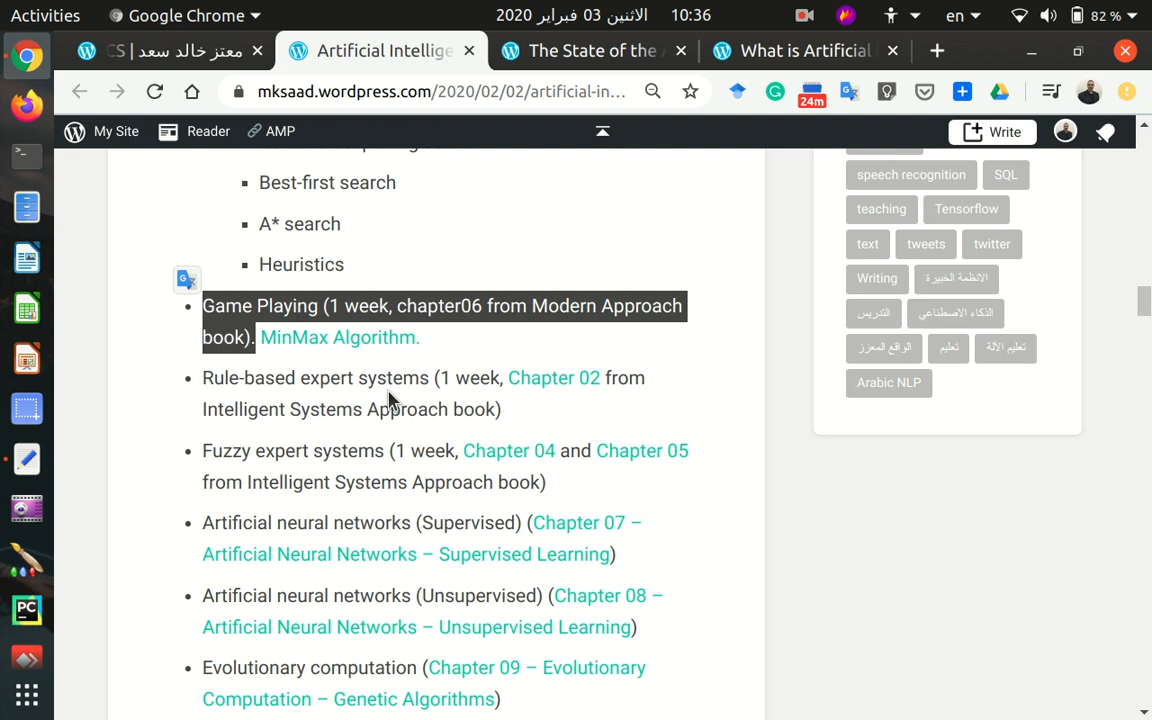 Activities
Google Chrome
الاثنين 03 فبراير 2020 10:36
en
82 %
معتز خالد سعد | CS
Artificial Intellige
The State of the
What is Artificial
mksaad.wordpress.com/2020/02/02/artificial-in...
24m
My Site
Reader
AMP
Write
Best-first search
A* search
Heuristics
Game Playing (1 week, chapter06 from Modern Approach
book). MinMax Algorithm.
Rule-based expert systems (1 week, Chapter 02 from
Intelligent Systems Approach book)
Fuzzy expert systems (1 week, Chapter 04 and Chapter 05
from Intelligent Systems Approach book)
Artificial neural networks (Supervised) (Chapter 07 –
Artificial Neural Networks – Supervised Learning)
Artificial neural networks (Unsupervised) (Chapter 08 –
Artificial Neural Networks – Unsupervised Learning)
Evolutionary computation (Chapter 09 – Evolutionary
Computation – Genetic Algorithms)
speech recognition SQL
teaching Tensorflow
text tweets twitter
Writing الانظمة الخبيرة
التدريس الذكاء الاصطناعي
الواقع المعزز تعليم تعليم الآلة
Arabic NLP
PC